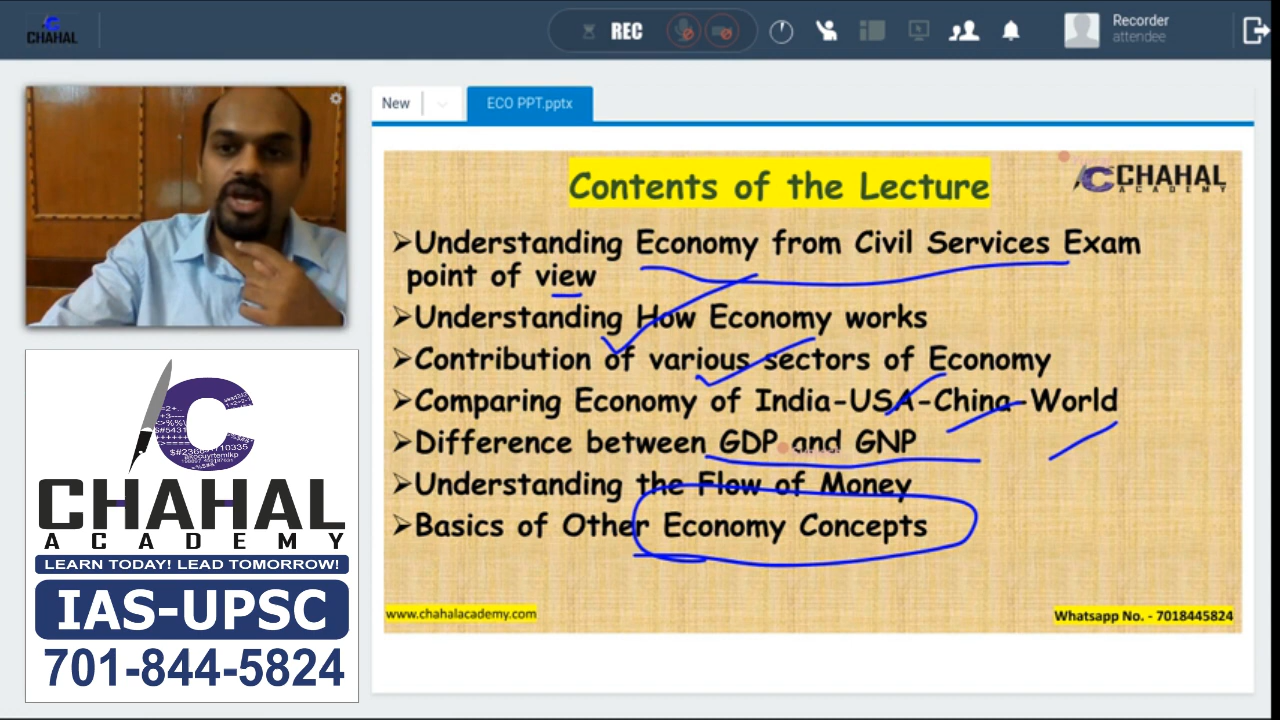 CHAHAL
REC
Recorder
attendee
New
ECO PPT.pptx
Contents of the Lecture
CHAHAL
ACADEMY
➢Understanding Economy from Civil Services Exam
point of view
➢Understanding How Economy works
➢Contribution of various sectors of Economy
➢Comparing Economy of India-USA-China-World
➢Difference between GDP and GNP
➢Understanding the Flow of Money
➢Basics of Other Economy Concepts
www.chahalacademy.com
Whatsapp No. - 7018445824
CHAHAL
ACADEMY
LEARN TODAY! LEAD TOMORROW!
IAS-UPSC
701-844-5824